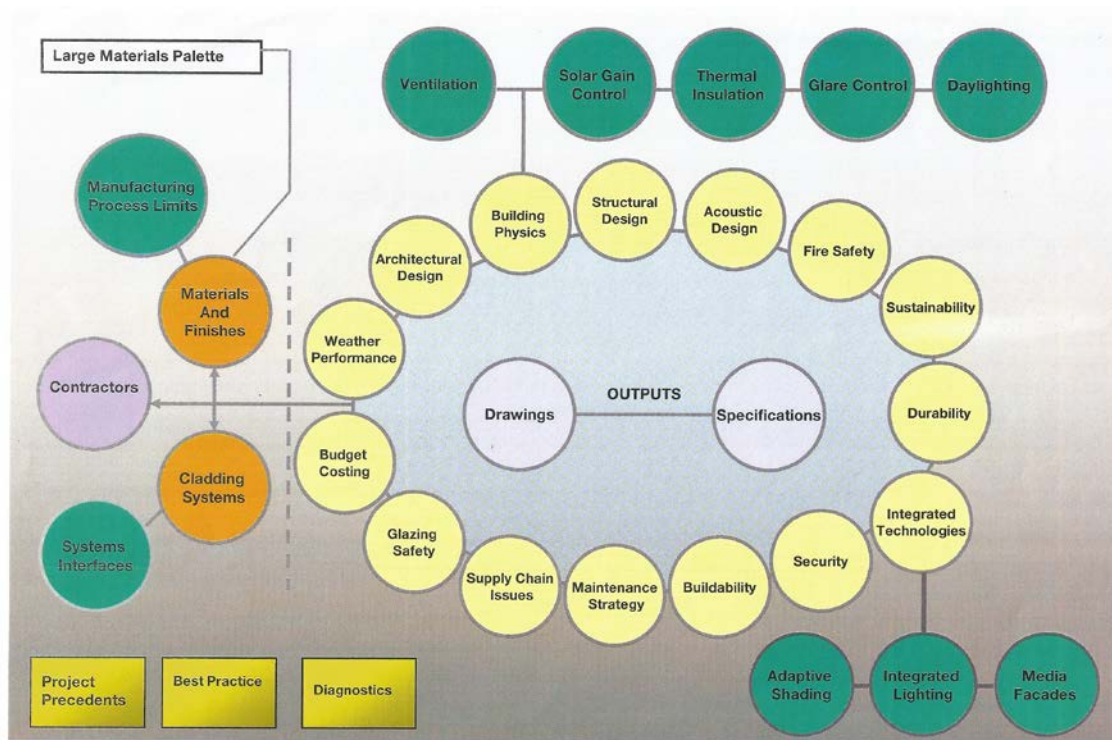 Large Materials Palette
Ventilation
Solar Gain
Control
Thermal
Insulation
Glare Control
Daylighting
Manufacturing
Process Limits
Building
Physics
Structural
Design
Acoustic
Design
Fire Safety
Architectural
Design
Sustainability
Materials
And
Finishes
Weather
Performance
Contractors
Drawings
OUTPUTS
Specifications
Durability
Budget
Costing
Cladding
Systems
Integrated
Technologies
Glazing
Safety
Systems
Interfaces
Security
Supply Chain
Issues
Maintenance
Strategy
Buildability
Project
Precedents
Best Practice
Diagnostics
Adaptive
Shading
Integrated
Lighting
Media
Facades